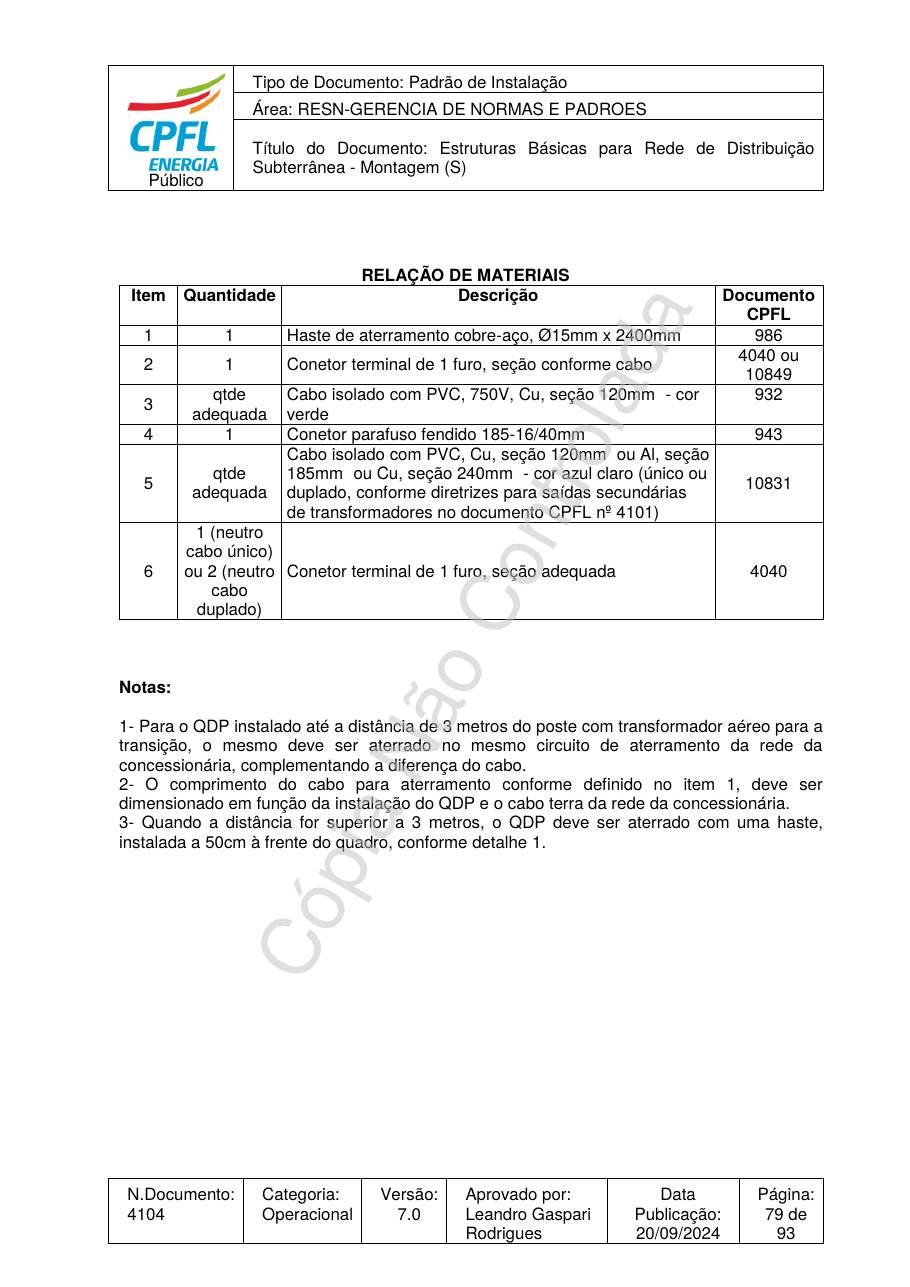 CPFL
ENERGIA
Público
Tipo de Documento: Padrão de Instalação
Área: RESN-GERENCIA DE NORMAS E PADROES
Título do Documento: Estruturas Básicas para Rede de Distribuição
Subterrânea - Montagem (S)
RELAÇÃO DE MATERIAIS
Item Quantidade Descrição Documento
CPFL
1 1 Haste de aterramento cobre-aço, Ø15mm x 2400mm 986
2 1 Conetor terminal de 1 furo, seção conforme cabo 4040 ou
10849
3 qtde
adequada Cabo isolado com PVC, 750V, Cu, seção 120mm - cor
verde 932
4 1 Conetor parafuso fendido 185-16/40mm 943
5 qtde
adequada Cabo isolado com PVC, Cu, seção 120mm ou Al, seção
185mm ou Cu, seção 240mm - cor azul claro (único ou
duplado, conforme diretrizes para saídas secundárias
de transformadores no documento CPFL nº 4101) 10831
6 1 (neutro
cabo único)
ou 2 (neutro
cabo
duplado) Conetor terminal de 1 furo, seção adequada 4040
Notas:
1- Para o QDP instalado até a distância de 3 metros do poste com transformador aéreo para a
transição, o mesmo deve ser aterrado no mesmo circuito de aterramento da rede da
concessionária, complementando a diferença do cabo.
2- O comprimento do cabo para aterramento conforme definido no item 1, deve ser
dimensionado em função da instalação do QDP e o cabo terra da rede da concessionária.
3- Quando a distância for superior a 3 metros, o QDP deve ser aterrado com uma haste,
instalada a 50cm à frente do quadro, conforme detalhe 1.
Cópia Não Controlada
N.Documento:
4104
Categoria:
Operacional
Versão:
7.0
Aprovado por:
Leandro Gaspari
Rodrigues
Data
Publicação:
20/09/2024
Página:
79 de
93